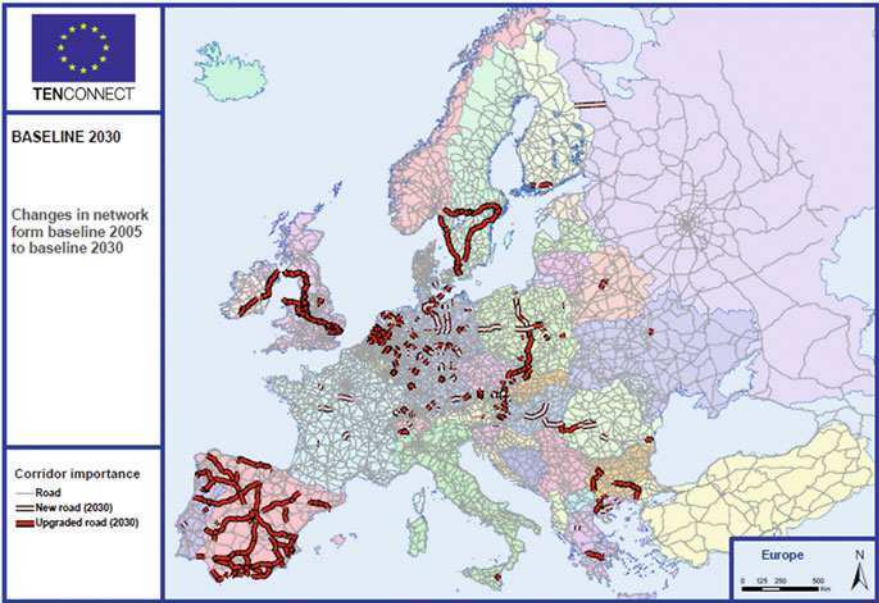 TENCONNECT
BASELINE 2030
Changes in network
form baseline 2005
to baseline 2030
Corridor importance
Road
New road (2030)
Upgraded road (2030)
Europe
N
0 125 250 500
Km